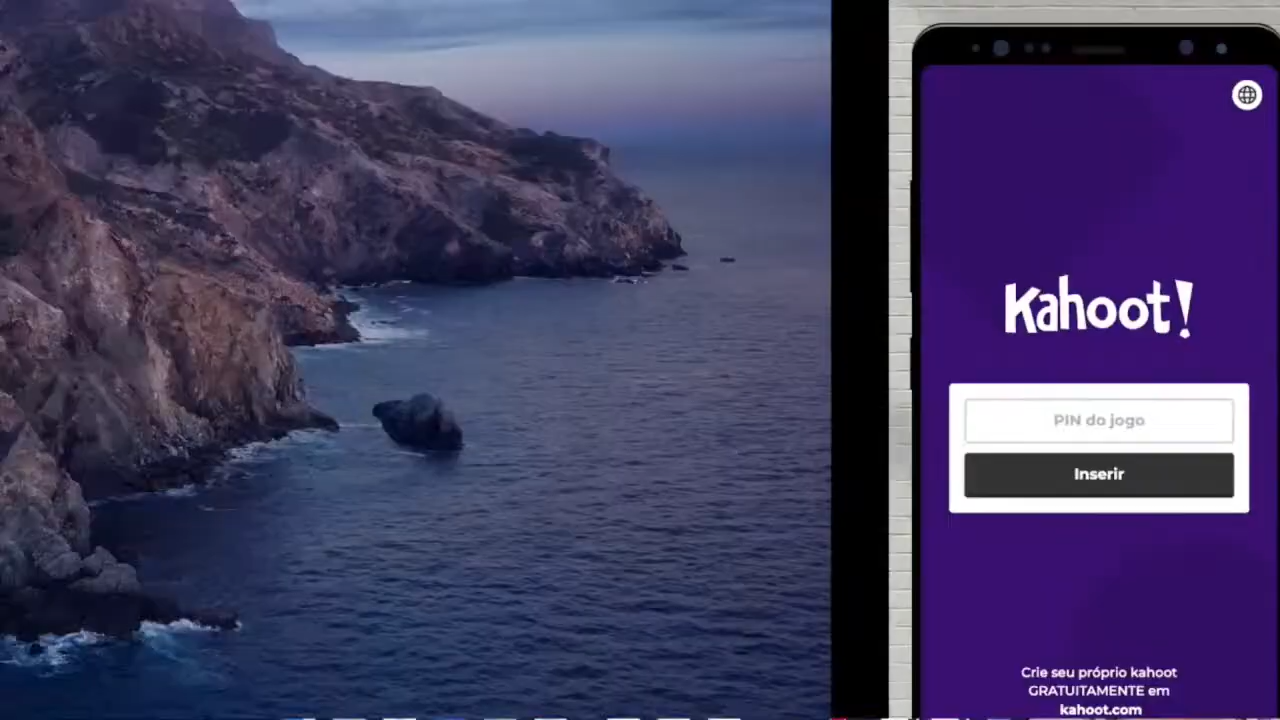 Kahoot!
PIN do jogo
Inserir
Crie seu próprio kahoot
GRATUITAMENTE em
kahoot.com